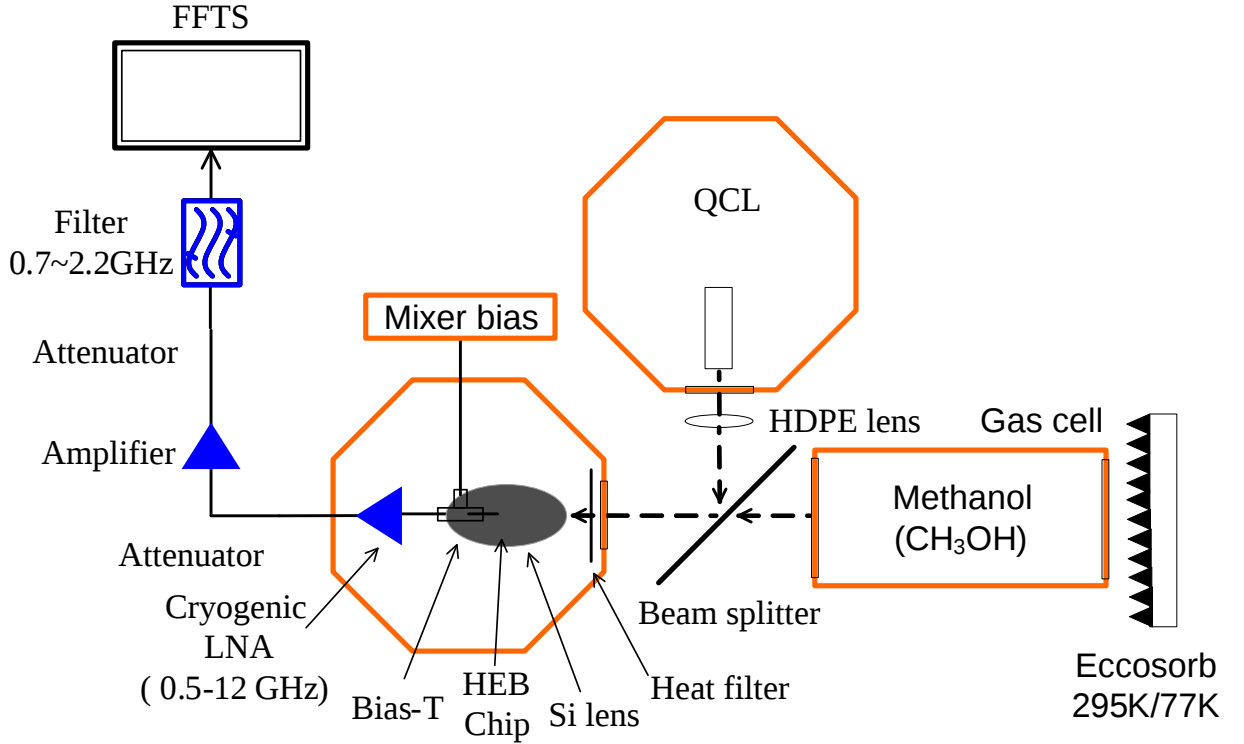 FFTS
Filter
0.7~2.2GHz
Attenuator
Amplifier
Attenuator
Cryogenic
LNA
( 0.5-12 GHz)
Mixer bias
Bias-T
HEB
Chip
Si lens
Heat filter
QCL
HDPE lens
Beam splitter
Gas cell
Methanol
(CH₃OH)
Eccosorb
295K/77K